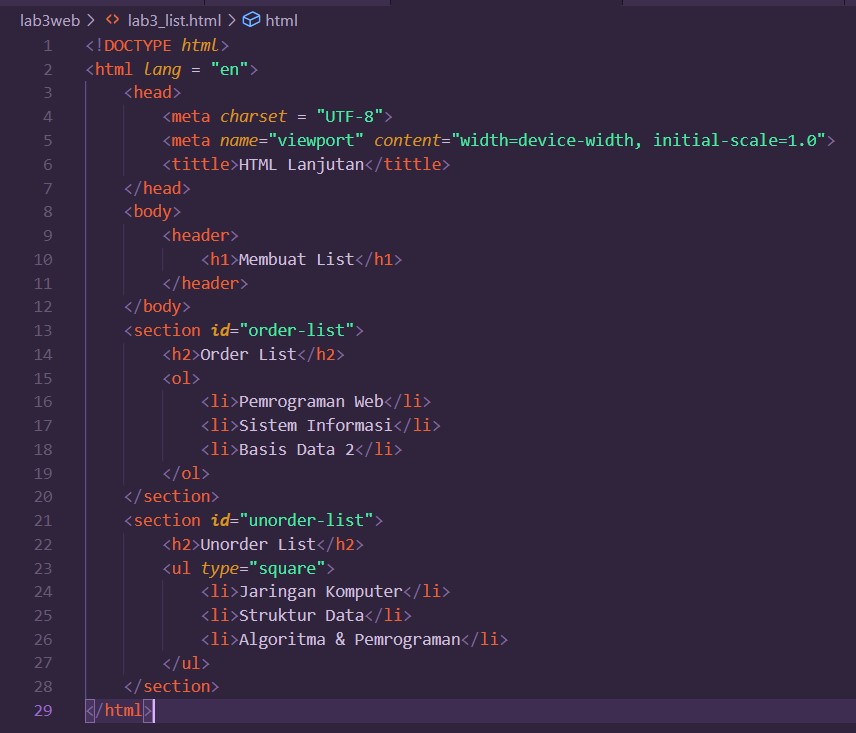 lab3web > <> lab3_list.html > html
1 <!DOCTYPE html>
2 <html lang = "en">
3 <head>
4 <meta charset = "UTF-8">
5 <meta name="viewport" content="width=device-width, initial-scale=1.0">
6 <tittle>HTML Lanjutan</tittle>
7 </head>
8 <body>
9 <header>
10 <h1>Membuat List</h1>
11 </header>
12 </body>
13 <section id="order-list">
14 <h2>Order List</h2>
15 <ol>
16 <li>Pemrograman Web</li>
17 <li>Sistem Informasi</li>
18 <li>Basis Data 2</li>
19 </ol>
20 </section>
21 <section id="unorder-list">
22 <h2>Unorder List</h2>
23 <ul type="square">
24 <li>Jaringan Komputer</li>
25 <li>Struktur Data</li>
26 <li>Algoritma & Pemrograman</li>
27 </ul>
28 </section>
29 </html>